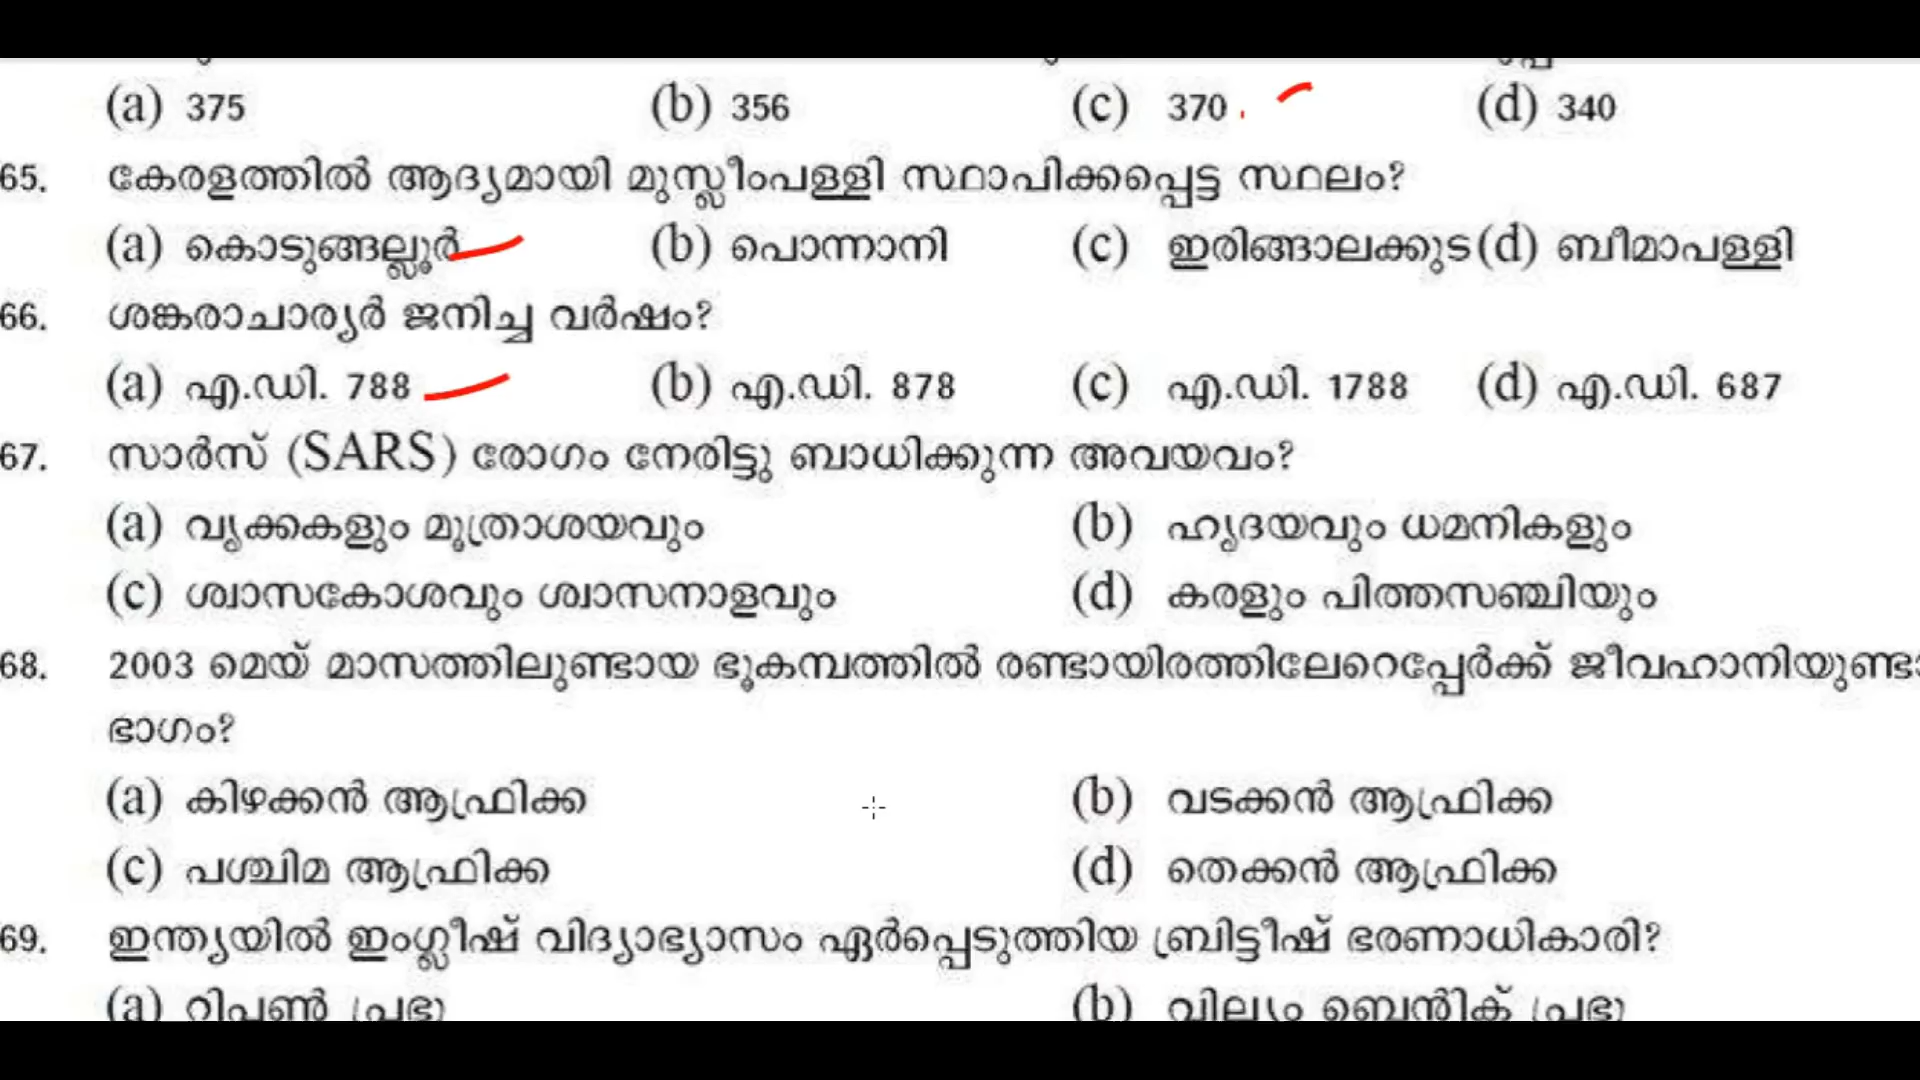 (a) 375 (b) 356 (c) 370 (d) 340
65. കേരളത്തിൽ ആദ്യമായി മുസ്ലീംപള്ളി സ്ഥാപിക്കപ്പെട്ട സ്ഥലം?
(a) കൊടുങ്ങല്ലൂർ (b) പൊന്നാനി (c) ഇരിങ്ങാലക്കുട (d) ബീമാപള്ളി
66. ശങ്കരാചാര്യർ ജനിച്ച വർഷം?
(a) എ.ഡി. 788 (b) എ.ഡി. 878 (c) എ.ഡി. 1788 (d) എ.ഡി. 687
67. സാർസ് (SARS) രോഗം നേരിട്ടു ബാധിക്കുന്ന അവയവം?
(a) വൃക്കകളും മൂത്രാശയവും (b) ഹൃദയവും ധമനികളും
(c) ശ്വാസകോശവും ശ്വാസനാളവും (d) കരളും പിത്തസഞ്ചിയും
68. 2003 മെയ് മാസത്തിലുണ്ടായ ഭൂകമ്പത്തിൽ രണ്ടായിരത്തിലേറെപ്പേർക്ക് ജീവഹാനിയുണ്ടാ
ഭാഗം?
(a) കിഴക്കൻ ആഫ്രിക്ക (b) വടക്കൻ ആഫ്രിക്ക
(c) പശ്ചിമ ആഫ്രിക്ക (d) തെക്കൻ ആഫ്രിക്ക
69. ഇന്ത്യയിൽ ഇംഗ്ലീഷ് വിദ്യാഭ്യാസം ഏർപ്പെടുത്തിയ ബ്രിട്ടീഷ് ഭരണാധികാരി?
(a) റിപ്പൺ പ്രഭു (b) വില്യം ബെന്റിക് പ്രഭു